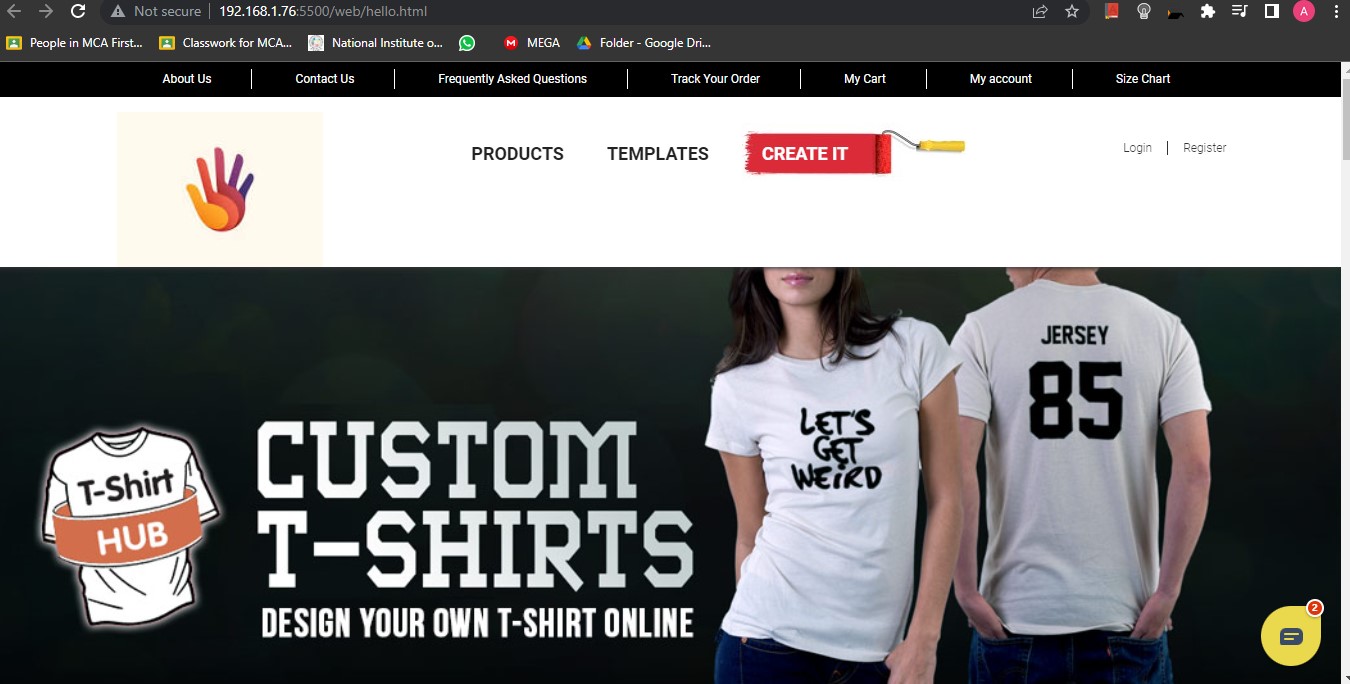 Not secure 192.168.1.76:5500/web/hello.html A
People in MCA First... Classwork for MCA... National Institute o... MEGA Folder - Google Dri...
About Us Contact Us Frequently Asked Questions Track Your Order My Cart My account Size Chart
PRODUCTS TEMPLATES CREATE IT Login Register
T-Shirt
HUB
CUSTOM
T-SHIRTS
DESIGN YOUR OWN T-SHIRT ONLINE
LET'S
GET
WEIRD
JERSEY
85
2